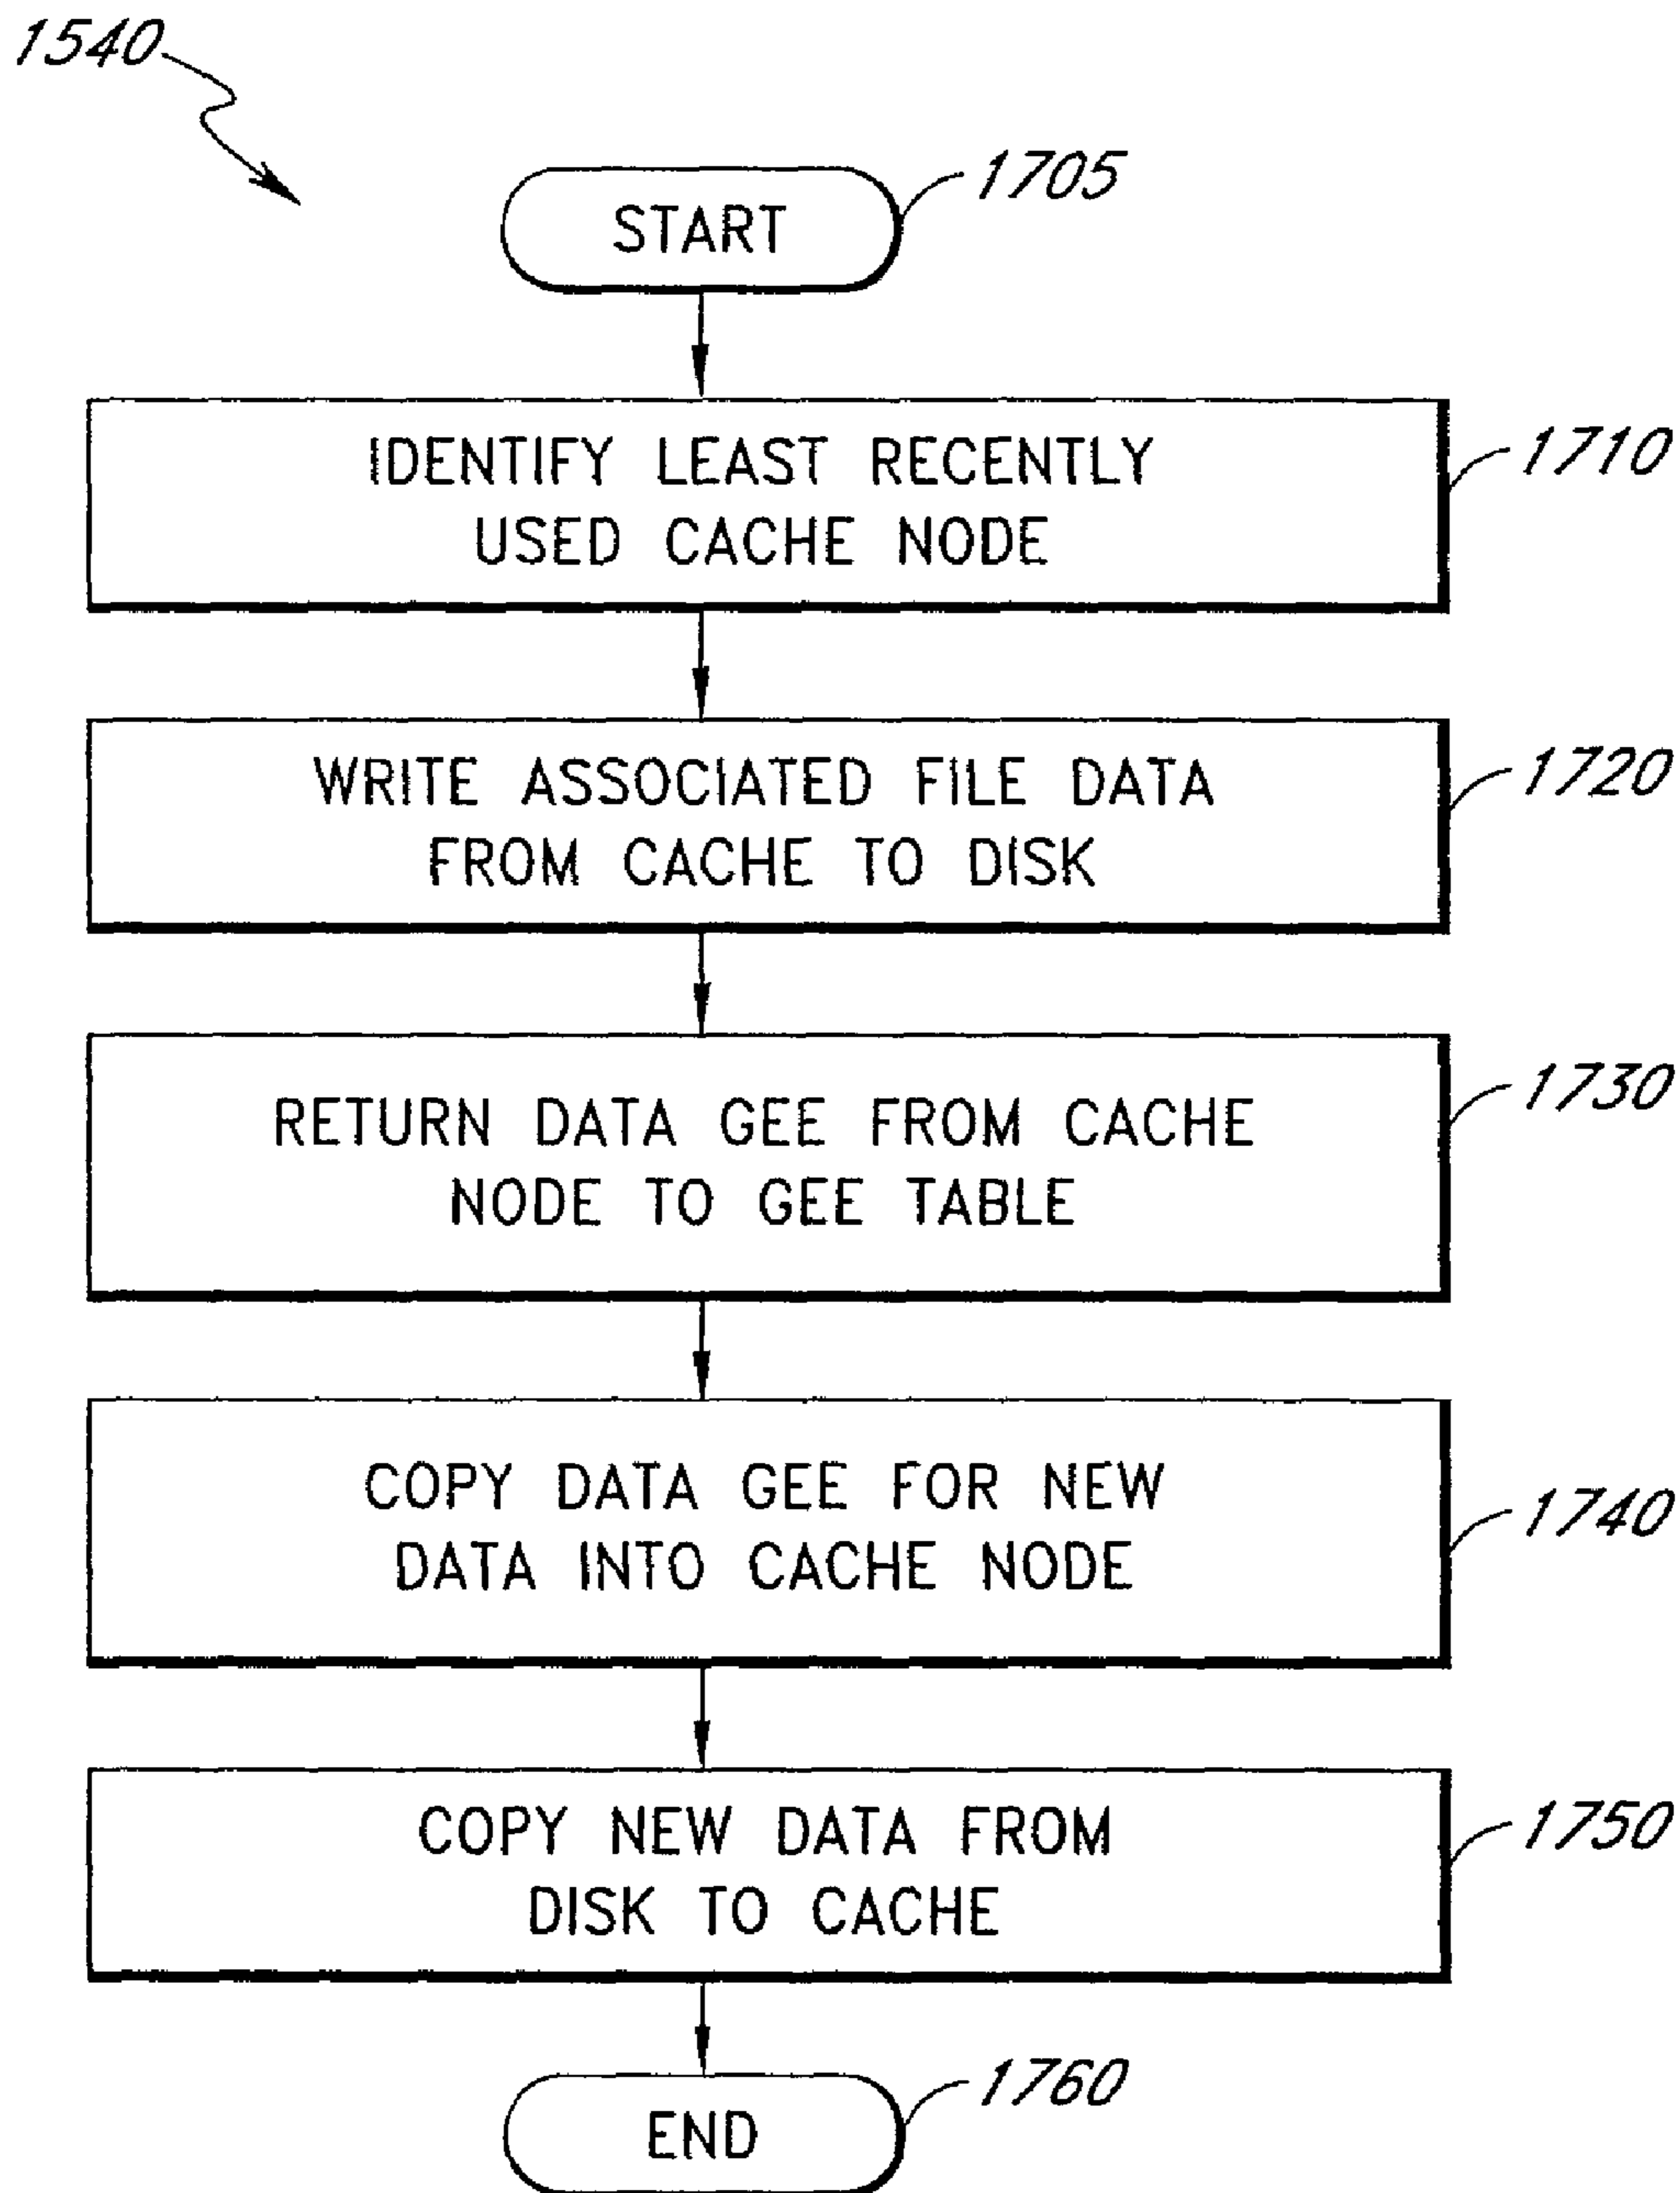 1540
START
1705
IDENTIFY LEAST RECENTLY
USED CACHE NODE
1710
WRITE ASSOCIATED FILE DATA
FROM CACHE TO DISK
1720
RETURN DATA GEE FROM CACHE
NODE TO GEE TABLE
1730
COPY DATA GEE FOR NEW
DATA INTO CACHE NODE
1740
COPY NEW DATA FROM
DISK TO CACHE
1750
END
1760